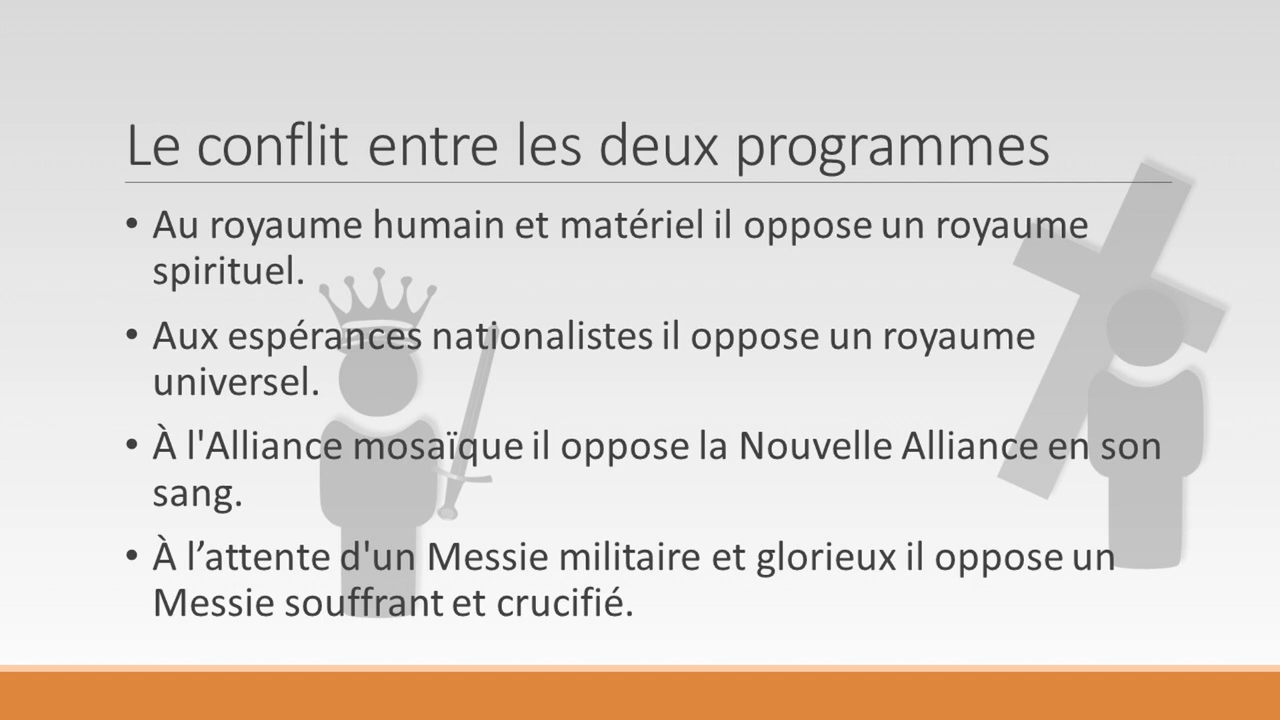 Le conflit entre les deux programmes
• Au royaume humain et matériel il oppose un royaume
spirituel.
• Aux espérances nationalistes il oppose un royaume
universel.
• À l'Alliance mosaïque il oppose la Nouvelle Alliance en son
sang.
• À l’attente d'un Messie militaire et glorieux il oppose un
Messie souffrant et crucifié.